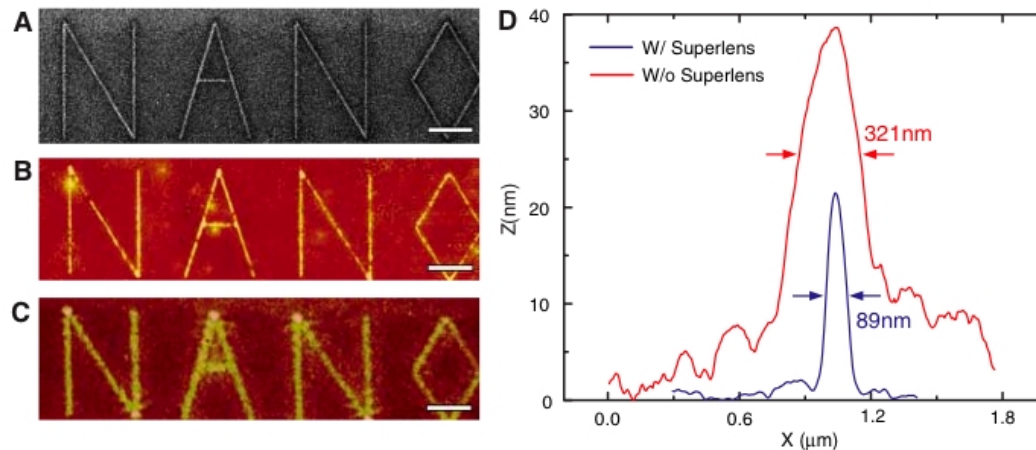 A
NANO
B
NANO
C
NANO
D
W/ Superlens
W/o Superlens
321nm
89nm
Z(nm)
40
30
20
10
0
0.0 0.6 1.2 1.8
X (μm)